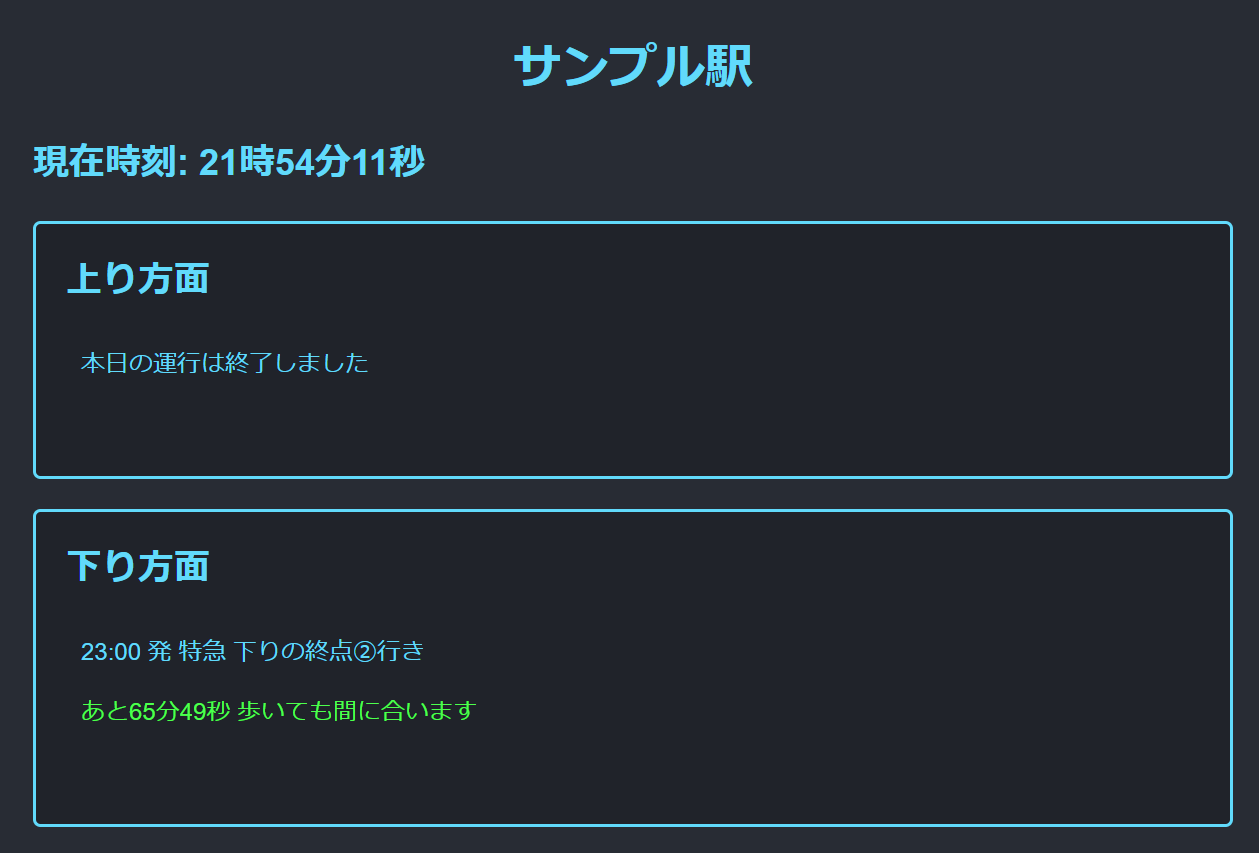 サンプル駅
現在時刻: 21時54分11秒
上り方面
本日の運行は終了しました
下り方面
23:00 発 特急 下りの終点②行き
あと65分49秒 歩いても間に合います